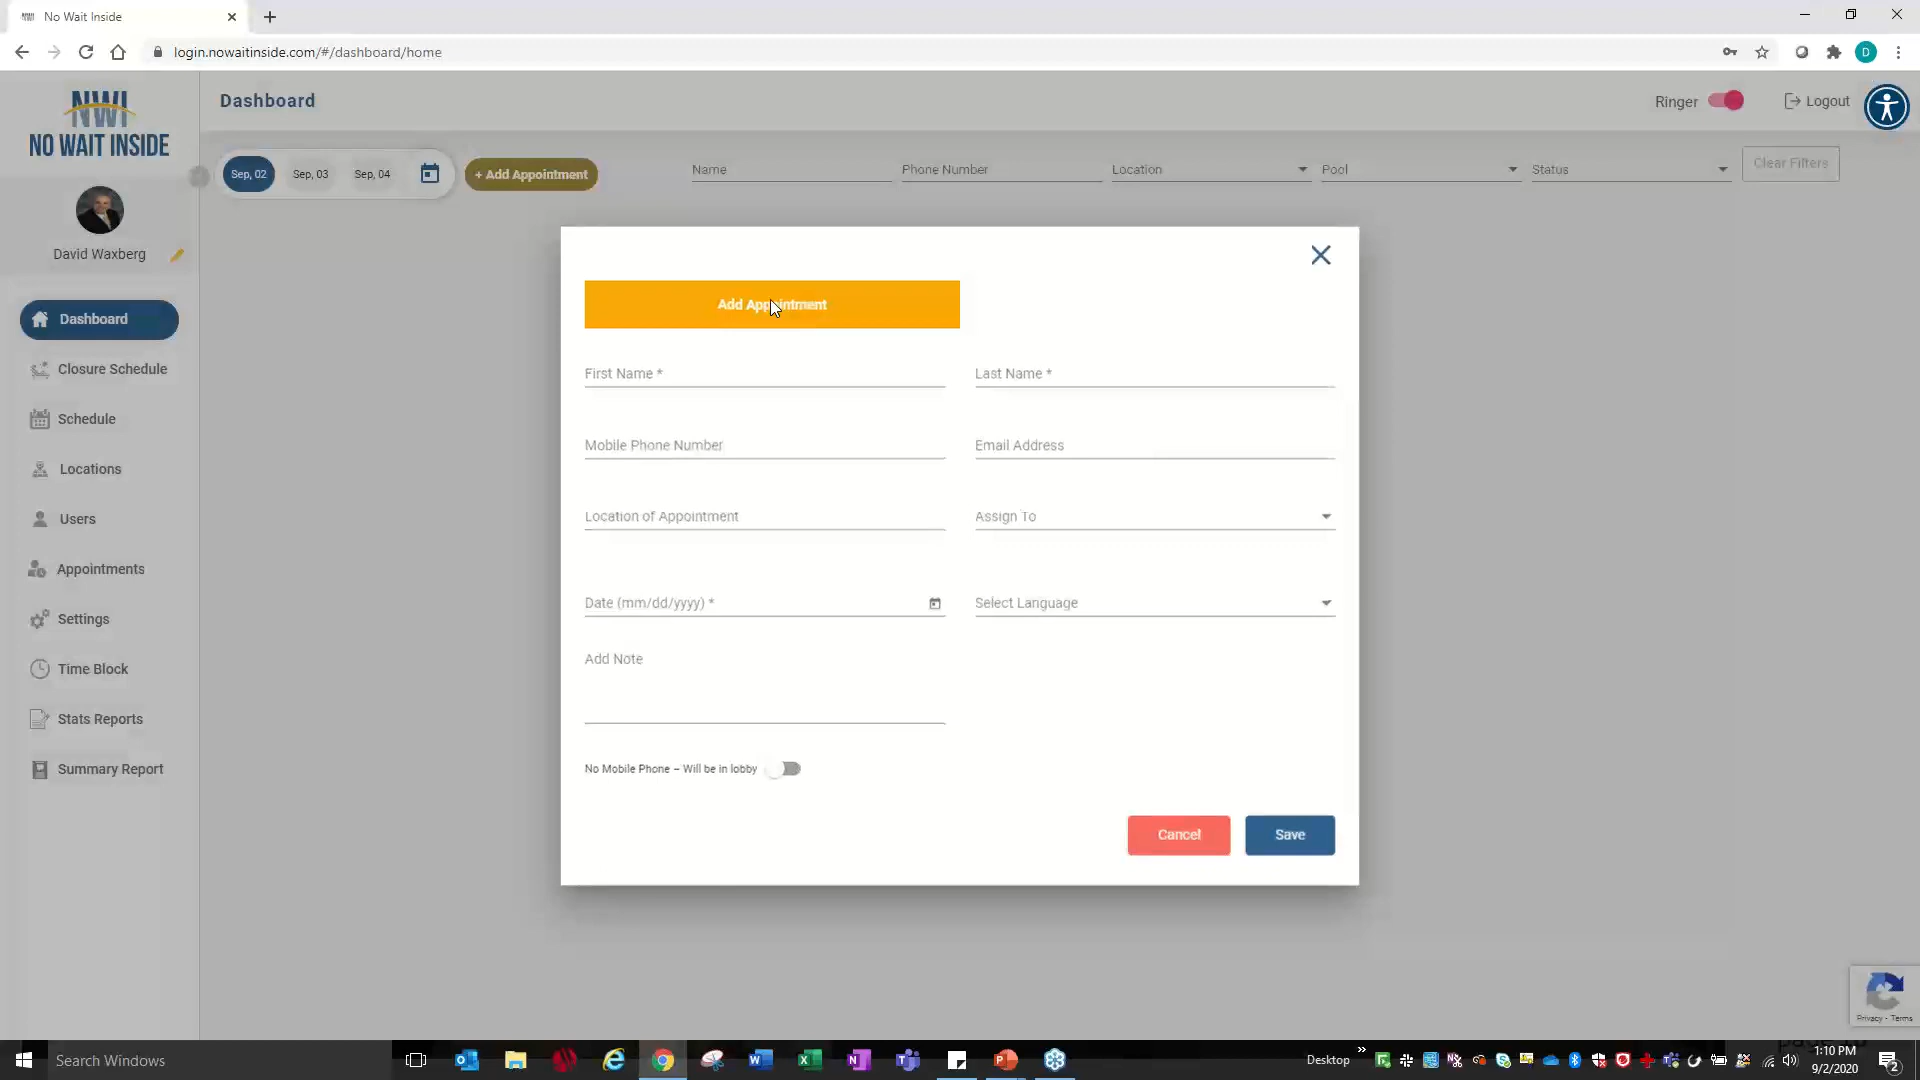 No Wait Inside
login.nowaitinside.com/#/dashboard/home
D
NWI
NO WAIT INSIDE
Dashboard
Ringer
Logout
Sep, 02
Sep, 03
Sep, 04
+ Add Appointment
Name
Phone Number
Location
Pool
Status
Clear Filters
David Waxberg
Dashboard
Closure Schedule
Schedule
Locations
Users
Appointments
Settings
Time Block
Stats Reports
Summary Report
Add Appointment
First Name *
Last Name *
Mobile Phone Number
Email Address
Location of Appointment
Assign To
Date (mm/dd/yyyy) *
Select Language
Add Note
No Mobile Phone – Will be in lobby
Cancel
Save
Privacy - Terms
Search Windows
Desktop
1:10 PM
9/2/2020
2